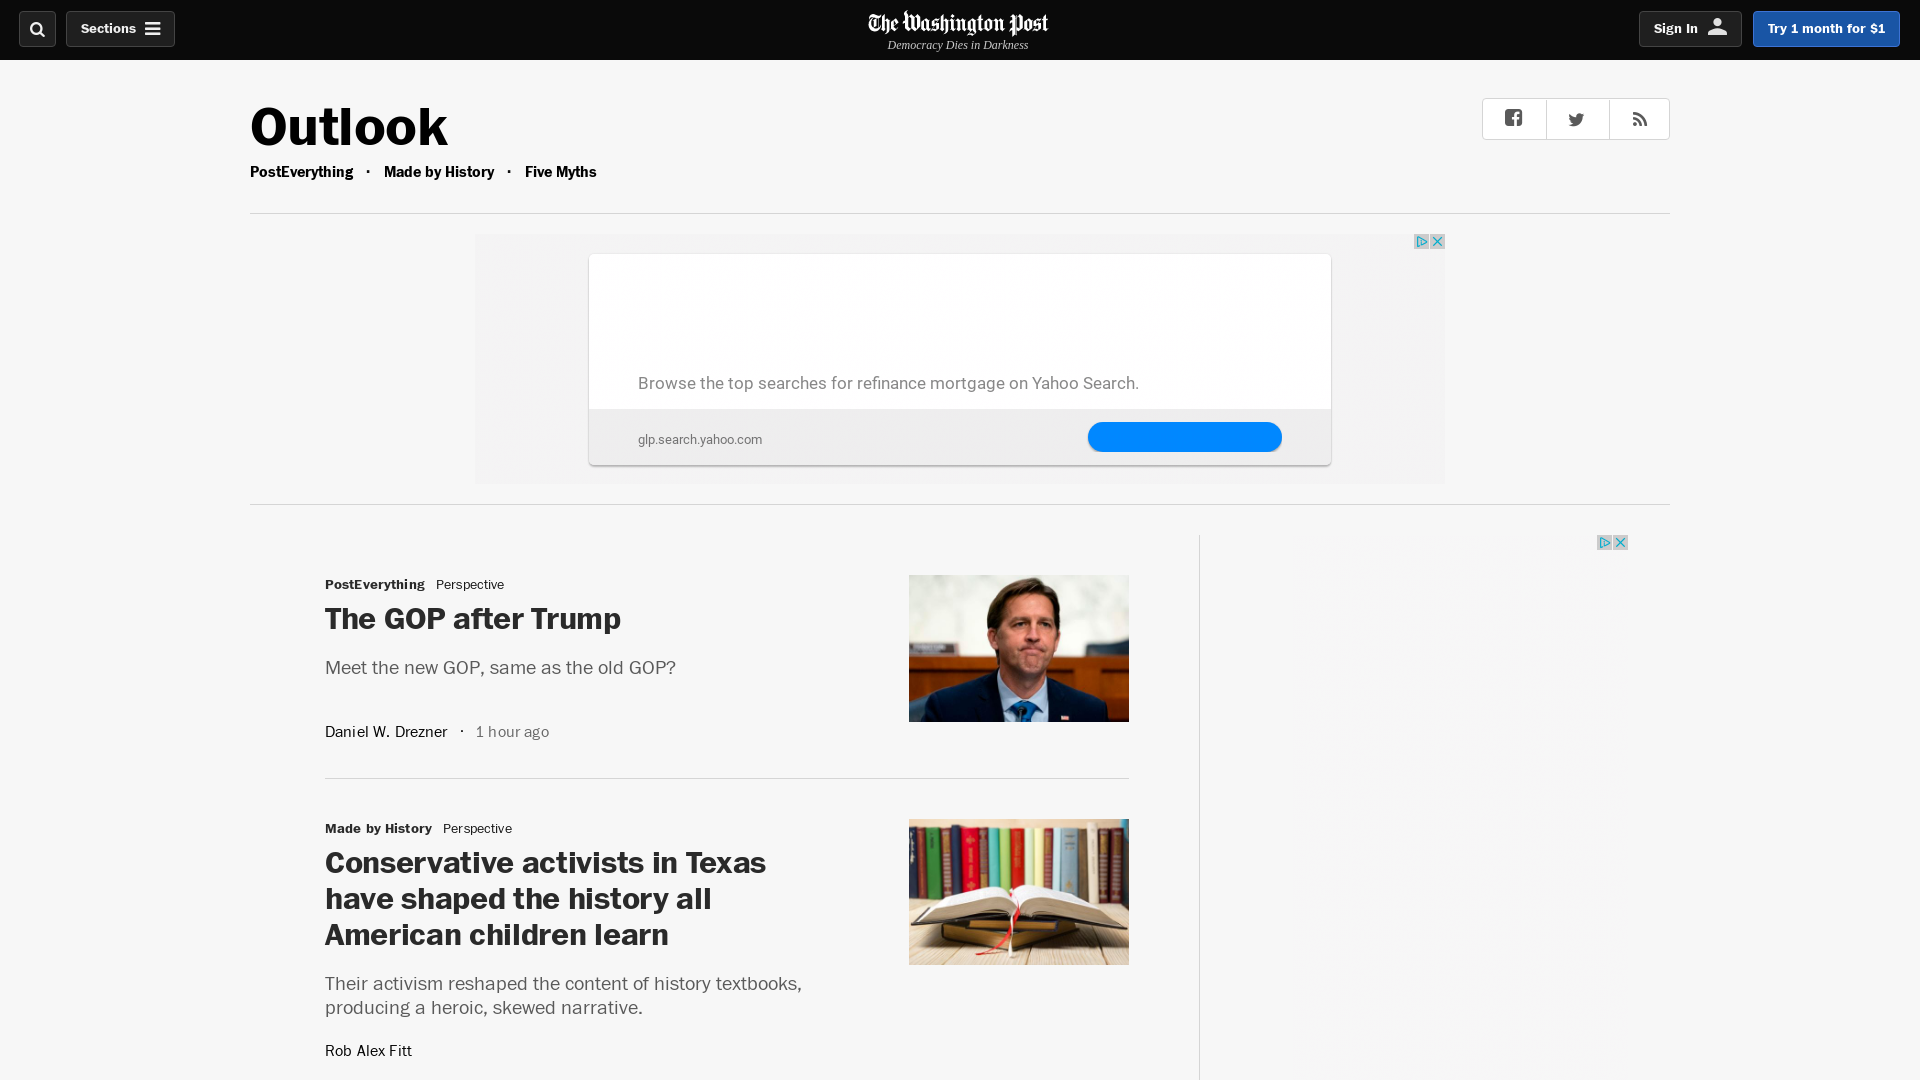 Sections
The Washington Post
Democracy Dies in Darkness
Sign In
Try 1 month for $1
Outlook
PostEverything · Made by History · Five Myths
Browse the top searches for refinance mortgage on Yahoo Search.
glp.search.yahoo.com
PostEverything Perspective
The GOP after Trump
Meet the new GOP, same as the old GOP?
Daniel W. Drezner · 1 hour ago
Made by History Perspective
Conservative activists in Texas
have shaped the history all
American children learn
Their activism reshaped the content of history textbooks,
producing a heroic, skewed narrative.
Rob Alex Fitt